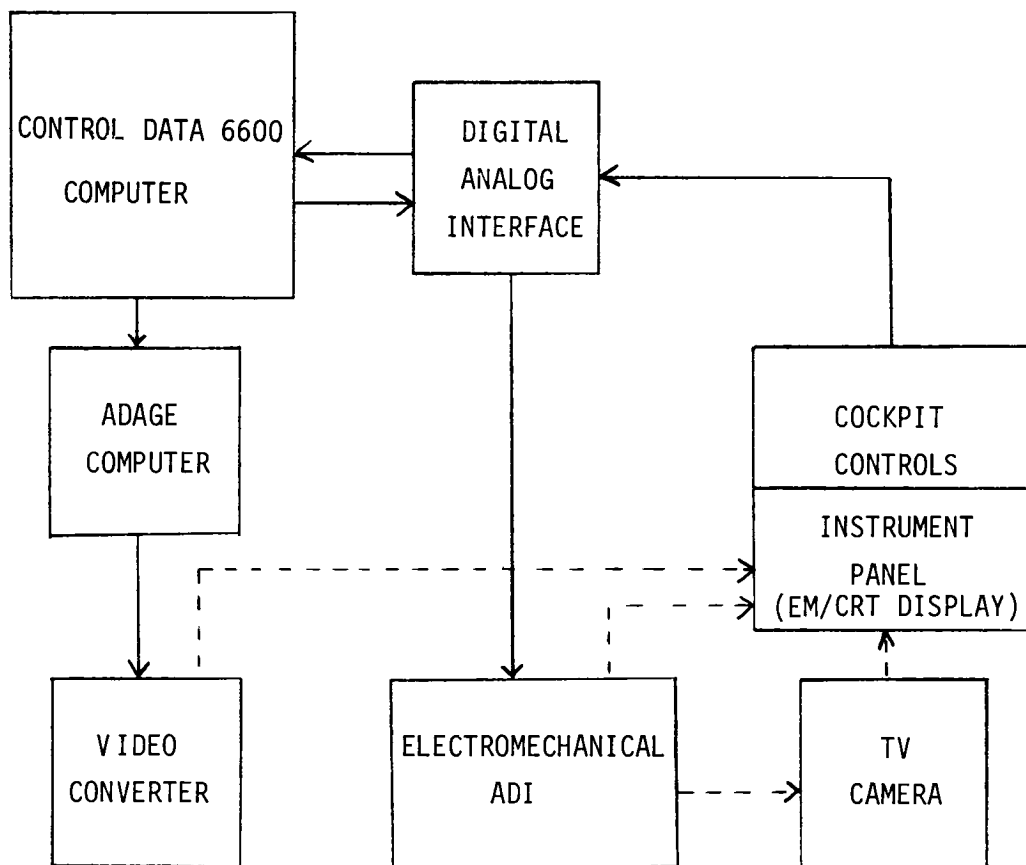 CONTROL DATA 6600
COMPUTER
DIGITAL
ANALOG
INTERFACE
ADAGE
COMPUTER
COCKPIT
CONTROLS
INSTRUMENT
PANEL
(EM/CRT DISPLAY)
VIDEO
CONVERTER
ELECTROMECHANICAL
ADI
TV
CAMERA